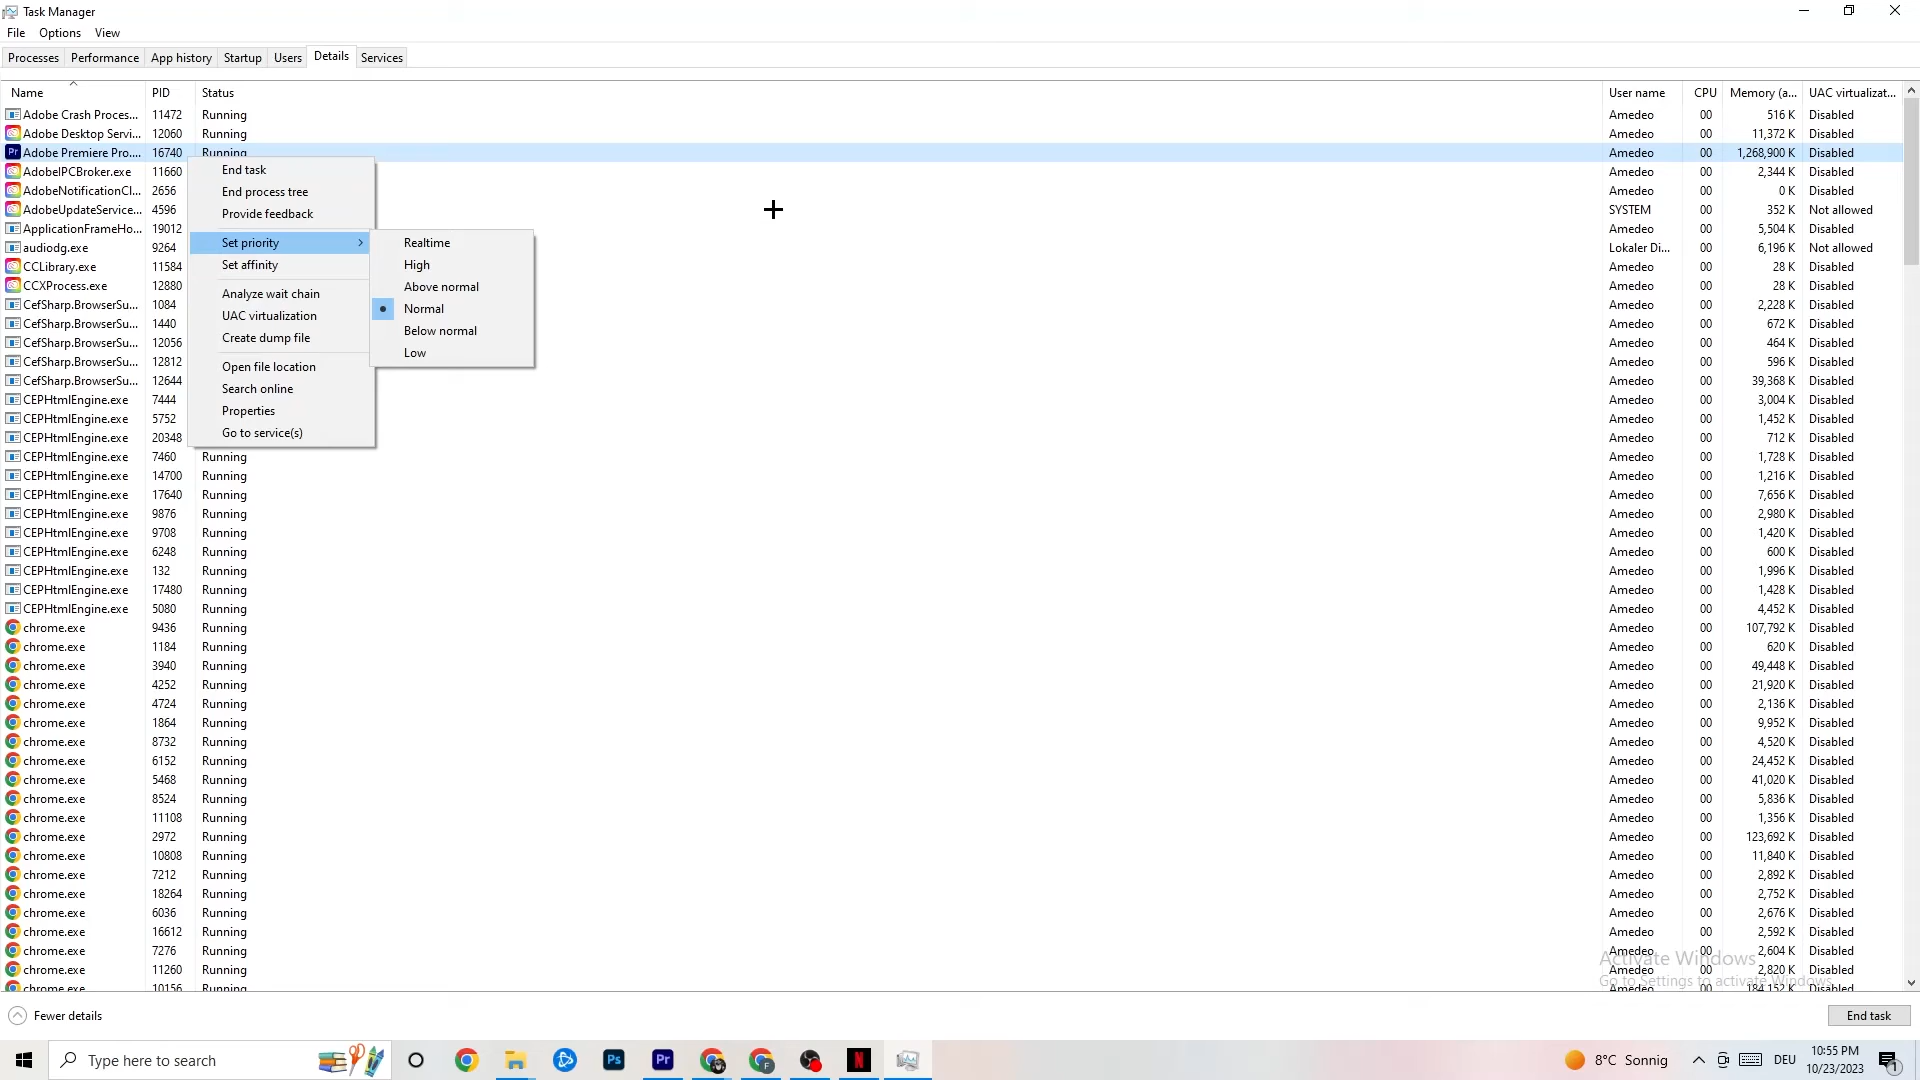 Task Manager
File Options View
Processes Performance App history Startup Users Details Services
Name PID Status User name CPU Memory (a... UAC virtualizat...
Adobe Crash Proces... 11472 Running Amedeo 00 516 K Disabled
Adobe Desktop Servi... 12060 Running Amedeo 00 11,372 K Disabled
Pr Adobe Premiere Pro.... 16740 Running Amedeo 00 1,268,900 K Disabled
AdobeIPCBroker.exe 11660 Amedeo 00 2,344 K Disabled
AdobeNotificationCl... 2656 Amedeo 00 0 K Disabled
AdobeUpdateService... 4596 SYSTEM 00 352 K Not allowed
ApplicationFrameHo... 19012 Amedeo 00 5,504 K Disabled
audiodg.exe 9264 Lokaler Di... 00 6,196 K Not allowed
CCLibrary.exe 11584 Amedeo 00 28 K Disabled
CCXProcess.exe 12880 Amedeo 00 28 K Disabled
CefSharp.BrowserSu... 1084 Amedeo 00 2,228 K Disabled
CefSharp.BrowserSu... 1440 Amedeo 00 672 K Disabled
CefSharp.BrowserSu... 12056 Amedeo 00 464 K Disabled
CefSharp.BrowserSu... 12812 Amedeo 00 596 K Disabled
CefSharp.BrowserSu... 12644 Amedeo 00 39,368 K Disabled
CEPHtmlEngine.exe 7444 Amedeo 00 3,004 K Disabled
CEPHtmlEngine.exe 5752 Amedeo 00 1,452 K Disabled
CEPHtmlEngine.exe 20348 Amedeo 00 712 K Disabled
End task
End process tree
Provide feedback
Set priority
Set affinity
Analyze wait chain
UAC virtualization
Create dump file
Open file location
Search online
Properties
Go to service(s)
Realtime
High
Above normal
Normal
Below normal
Low
CEPHtmlEngine.exe 7460 Running Amedeo 00 1,728 K Disabled
CEPHtmlEngine.exe 14700 Running Amedeo 00 1,216 K Disabled
CEPHtmlEngine.exe 17640 Running Amedeo 00 7,656 K Disabled
CEPHtmlEngine.exe 9876 Running Amedeo 00 2,980 K Disabled
CEPHtmlEngine.exe 9708 Running Amedeo 00 1,420 K Disabled
CEPHtmlEngine.exe 6248 Running Amedeo 00 600 K Disabled
CEPHtmlEngine.exe 132 Running Amedeo 00 1,996 K Disabled
CEPHtmlEngine.exe 17480 Running Amedeo 00 1,428 K Disabled
CEPHtmlEngine.exe 5080 Running Amedeo 00 4,452 K Disabled
chrome.exe 9436 Running Amedeo 00 107,792 K Disabled
chrome.exe 1184 Running Amedeo 00 620 K Disabled
chrome.exe 3940 Running Amedeo 00 49,448 K Disabled
chrome.exe 4252 Running Amedeo 00 21,920 K Disabled
chrome.exe 4724 Running Amedeo 00 2,136 K Disabled
chrome.exe 1864 Running Amedeo 00 9,952 K Disabled
chrome.exe 8732 Running Amedeo 00 4,520 K Disabled
chrome.exe 6152 Running Amedeo 00 24,452 K Disabled
chrome.exe 5468 Running Amedeo 00 41,020 K Disabled
chrome.exe 8524 Running Amedeo 00 5,836 K Disabled
chrome.exe 11108 Running Amedeo 00 1,356 K Disabled
chrome.exe 2972 Running Amedeo 00 123,692 K Disabled
chrome.exe 10808 Running Amedeo 00 11,840 K Disabled
chrome.exe 7212 Running Amedeo 00 2,892 K Disabled
chrome.exe 18264 Running Amedeo 00 2,752 K Disabled
chrome.exe 6036 Running Amedeo 00 2,676 K Disabled
chrome.exe 16612 Running Amedeo 00 2,592 K Disabled
chrome.exe 7276 Running Amedeo 00 2,604 K Disabled
chrome.exe 11260 Running Amedeo 00 2,820 K Disabled
chrome.exe 10156 Running Amedeo 00 184,152 K Disabled
Activate Windows
Go to Settings to activate Windows.
Fewer details End task
Type here to search Ps Pr F N 8°C Sonnig DEU 10:55 PM
10/23/2023 1